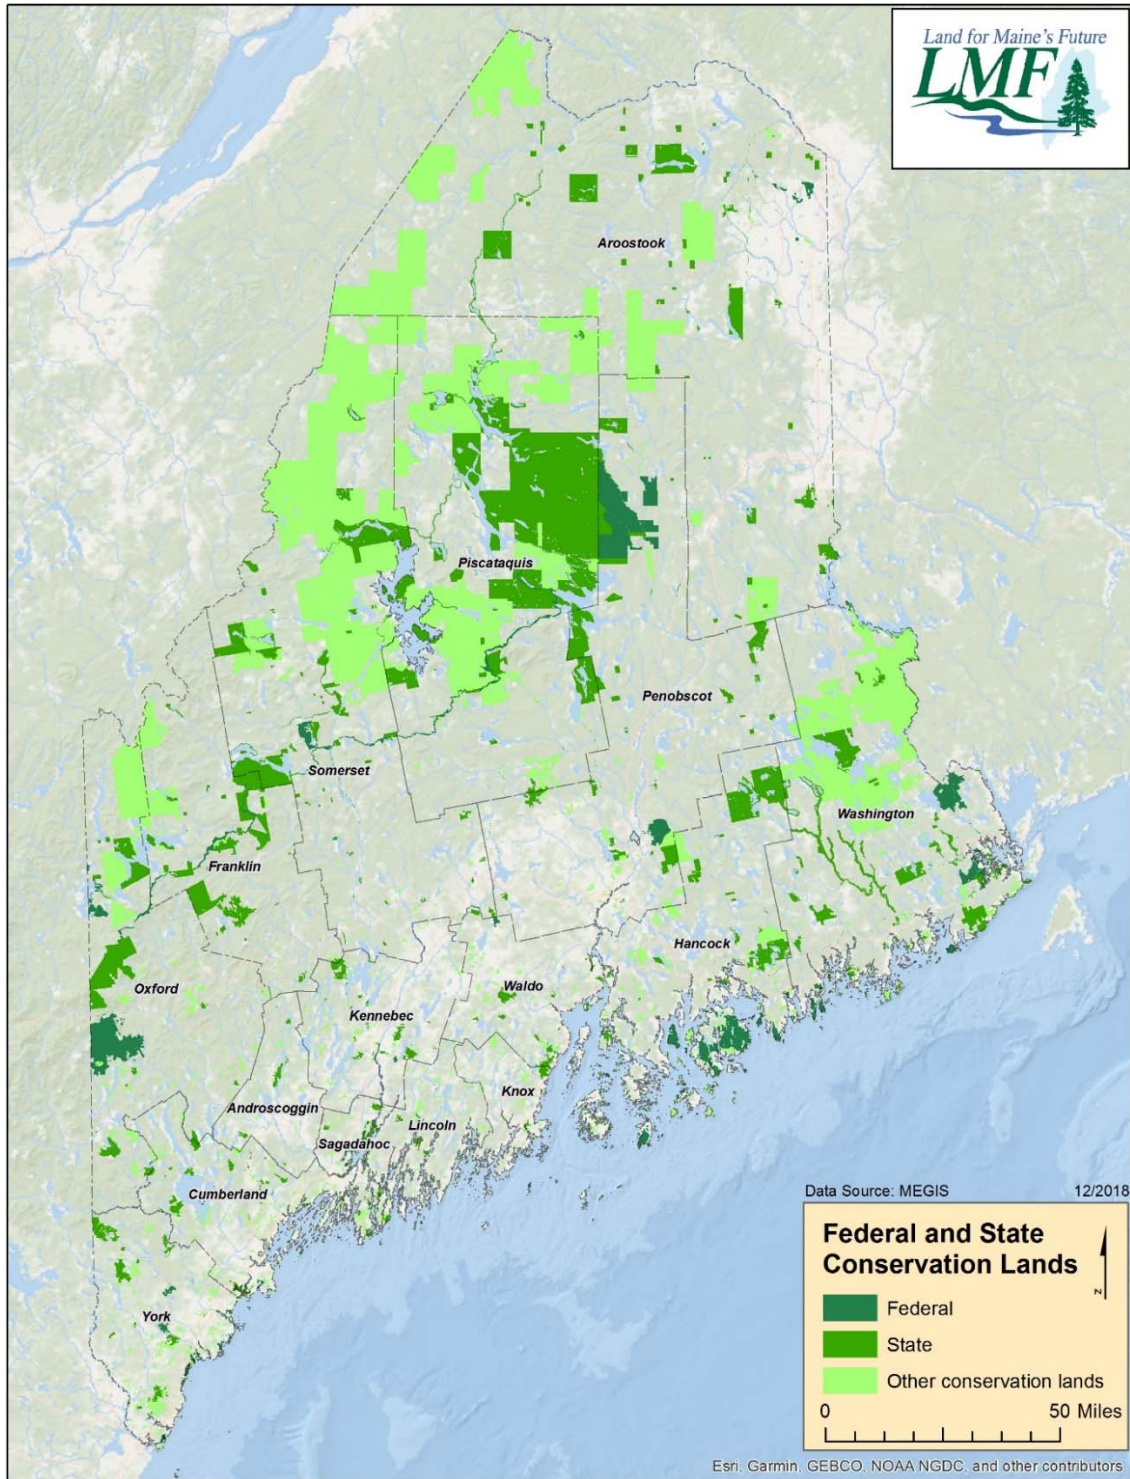 Land for Maine's Future
LMF
Aroostook
Piscataquis
Penobscot
Somerset
Washington
Franklin
Hancock
Oxford
Waldo
Kennebec
Knox
Androscoggin
Lincoln
Sagadahoc
Cumberland
York
Data Source: MEGIS 12/2018
Federal and State
Conservation Lands
N
Federal
State
Other conservation lands
0 50 Miles
Esri, Garmin, GEBCO, NOAA NGDC, and other contributors